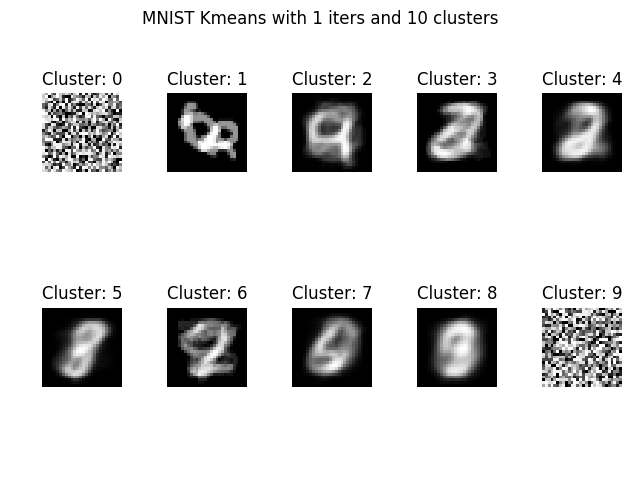 MNIST Kmeans with 1 iters and 10 clusters
Cluster: 0 Cluster: 1 Cluster: 2 Cluster: 3 Cluster: 4
Cluster: 5 Cluster: 6 Cluster: 7 Cluster: 8 Cluster: 9